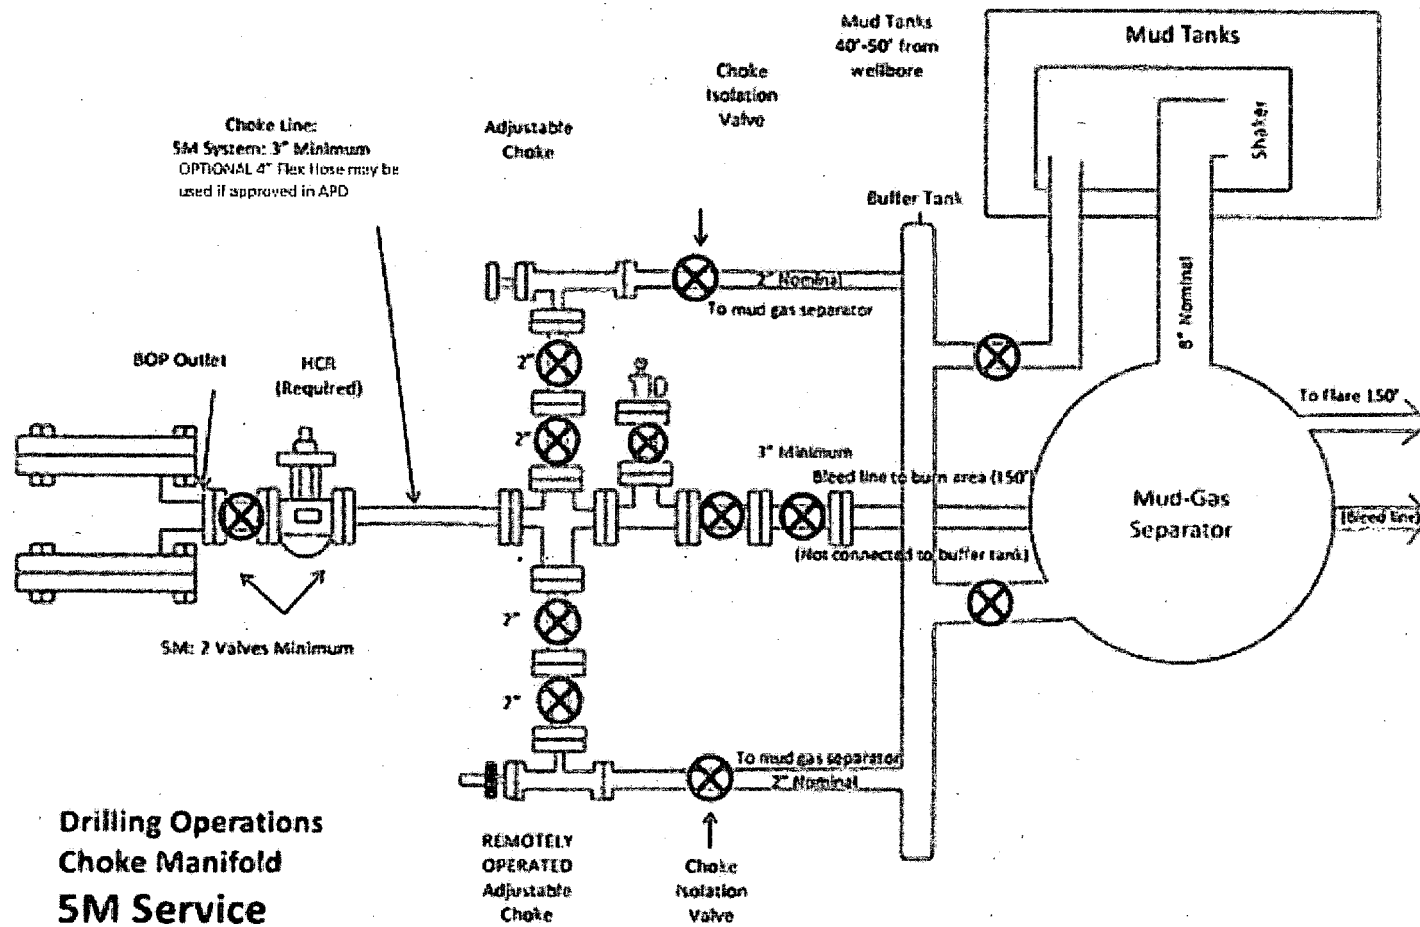 Mud Tanks
40'-50' from
wellbore
Mud Tanks
Shaker
Choke
Isolation
Valve
Choke Line:
5M System: 3" Minimum
OPTIONAL 4" Flex Hose may be
used if approved in APD
Adjustable
Choke
Buffer Tank
2" Nominal
To mud gas separator
8" Nominal
BOP Outlet
HCR
(Required)
2"
2"
To flare 150'
3" Minimum
Bleed line to burn area (150')
Mud-Gas
Separator
(Bleed line)
(Not connected to buffer tank)
5M: 2 Valves Minimum
2"
2"
To mud gas separator
2" Nominal
REMOTELY
OPERATED
Adjustable
Choke
Choke
Isolation
Valve
Drilling Operations
Choke Manifold
5M Service